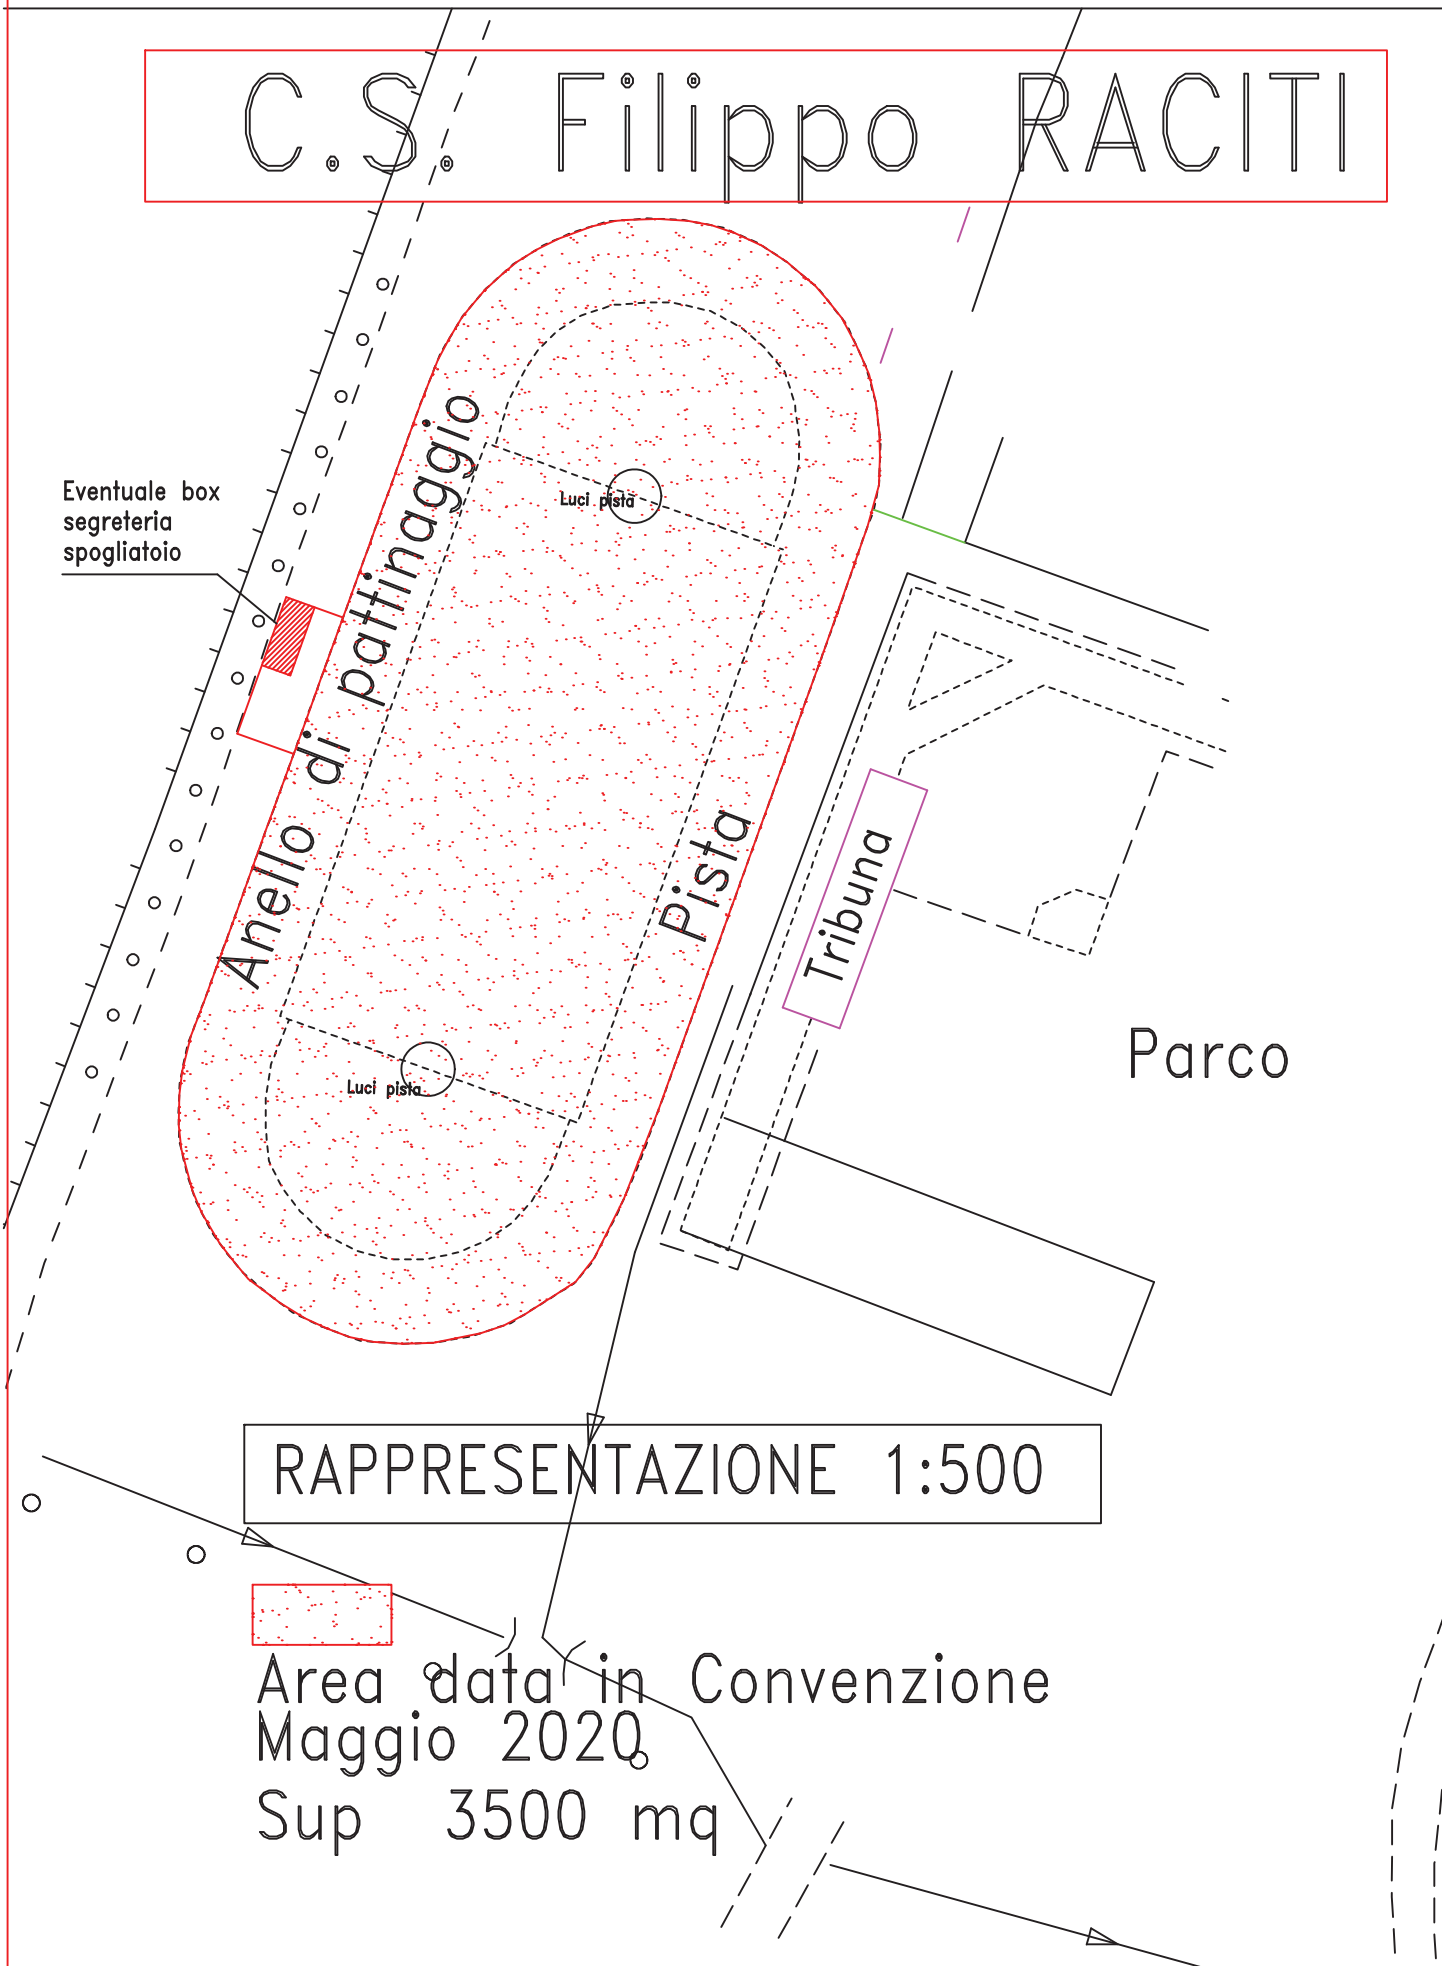 C.S. Filippo RACITI
Anello di pattinaggio
Luci pista
Eventuale box
segreteria
spogliatoio
Pista
Tribuna
Parco
Luci pista
RAPPRESENTAZIONE 1:500
Area data in Convenzione
Maggio 2020
Sup 3500 mq